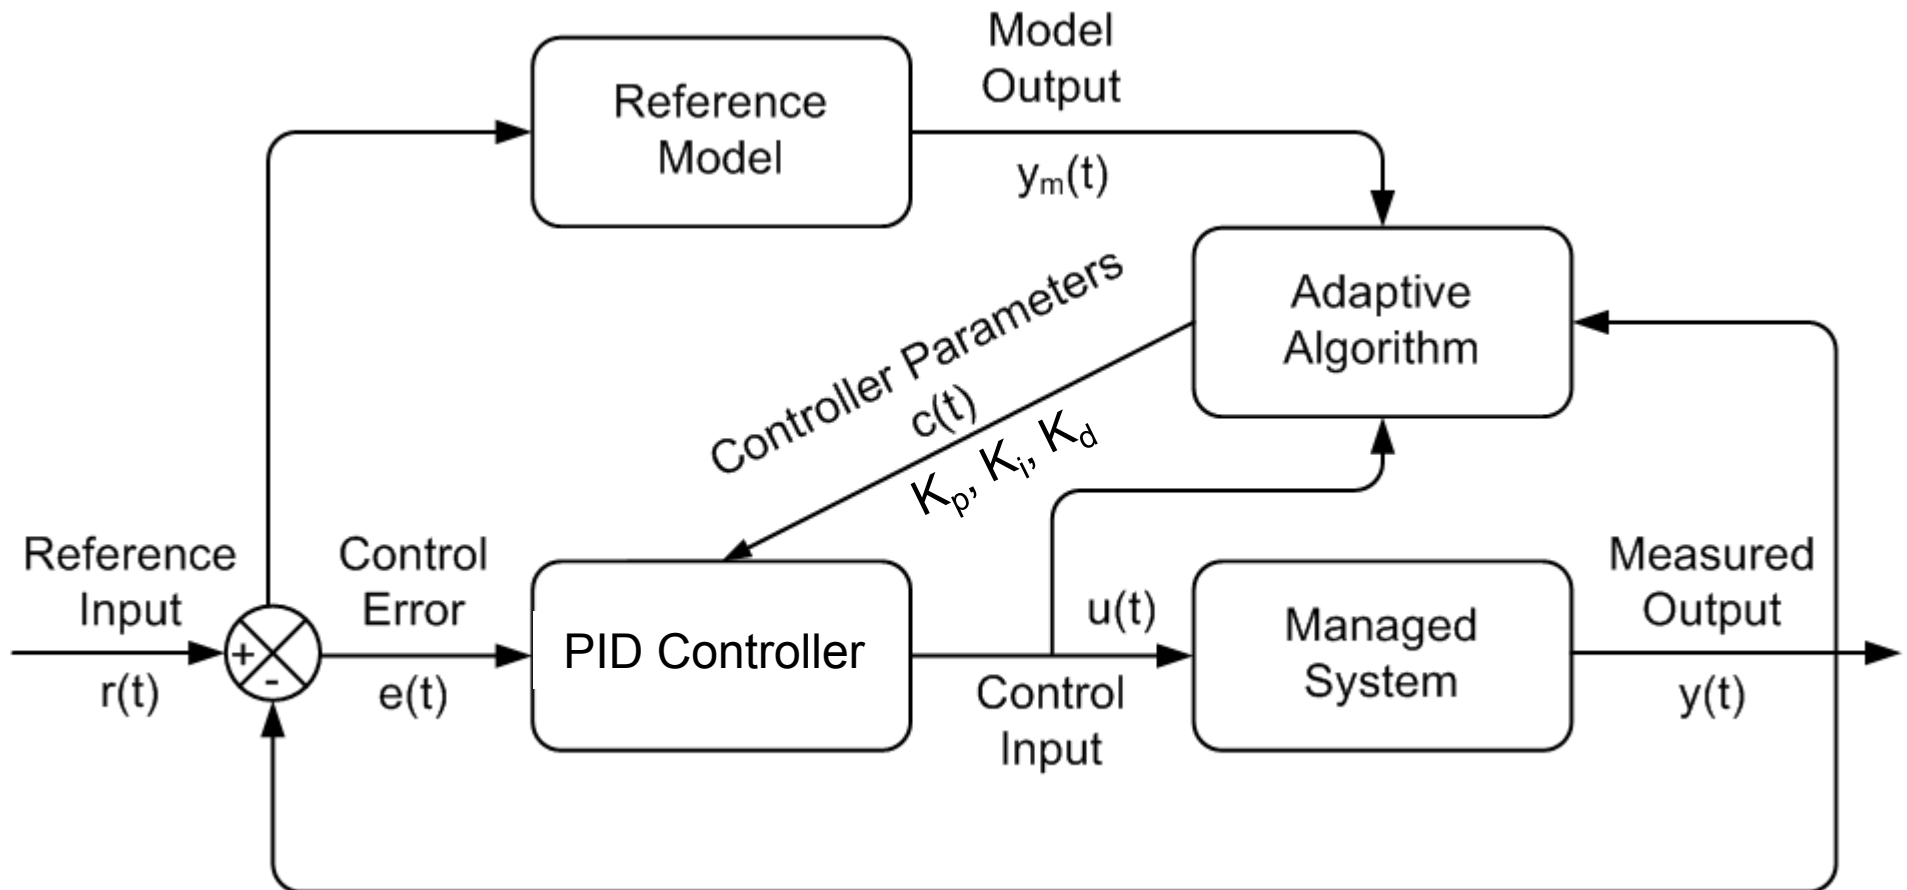 Model
Output
Reference
Model
yₘ(t)
Adaptive
Algorithm
Controller Parameters
c(t)
Kₚ, Kᵢ, K_d
Reference
Input
r(t)
+
-
Control
Error
e(t)
PID Controller
u(t)
Control
Input
Managed
System
Measured
Output
y(t)